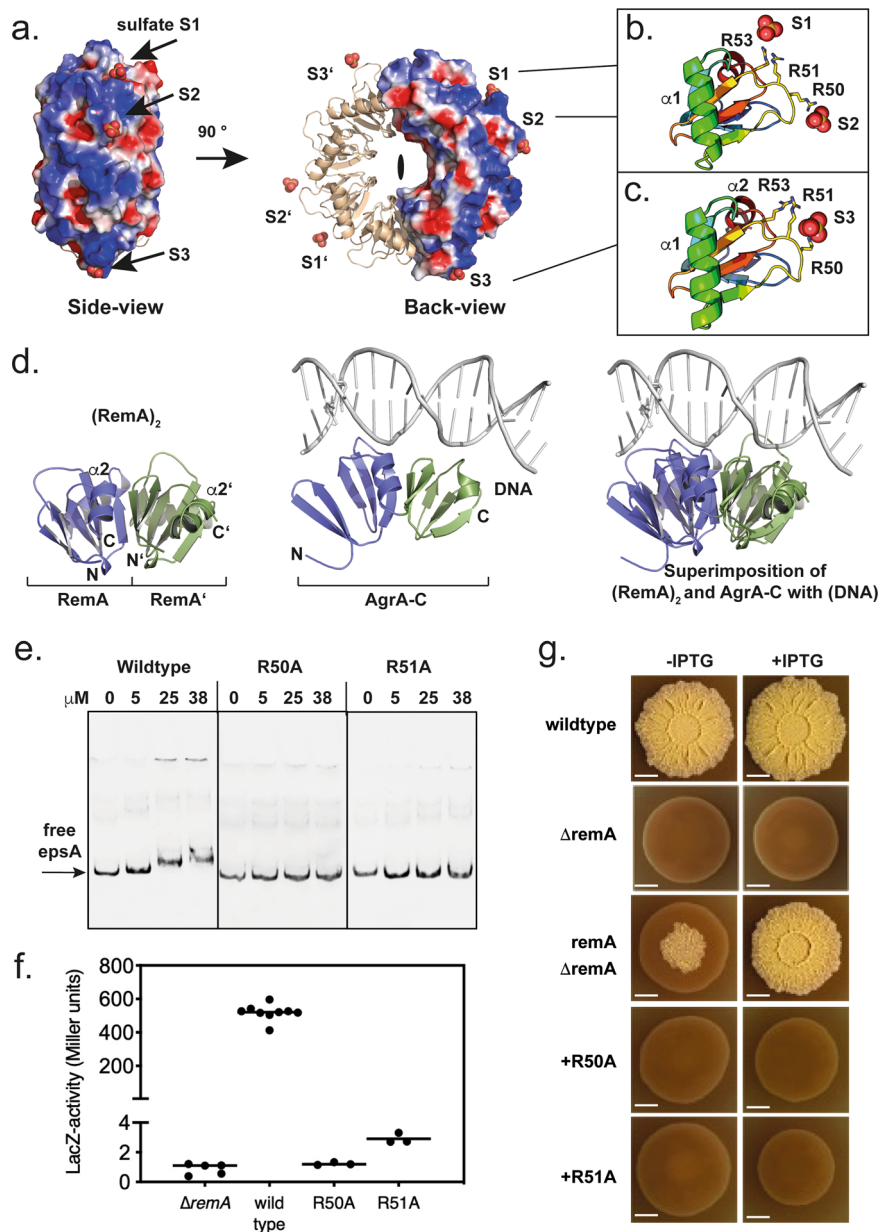 a.
sulfate S1
S2
S3
90 °
Side-view
S3‘
S2‘
S1‘
S1
S2
S3
Back-view
b.
S1
R53
R51
R50
α1
S2
c.
α2
R53
R51
S3
α1
R50
d.
(RemA)2
α2
α2‘
C
C‘
N
N‘
RemA
RemA‘
DNA
C
N
AgrA-C
Superimposition of
(RemA)2 and AgrA-C with (DNA)
e.
Wildtype R50A R51A
μM 0 5 25 38 0 5 25 38 0 5 25 38
free
epsA
f.
LacZ-activity (Miller units)
800
600
400
200
4
2
0
ΔremA
wild
type
R50A
R51A
g.
-IPTG +IPTG
wildtype
ΔremA
remA
ΔremA
+R50A
+R51A